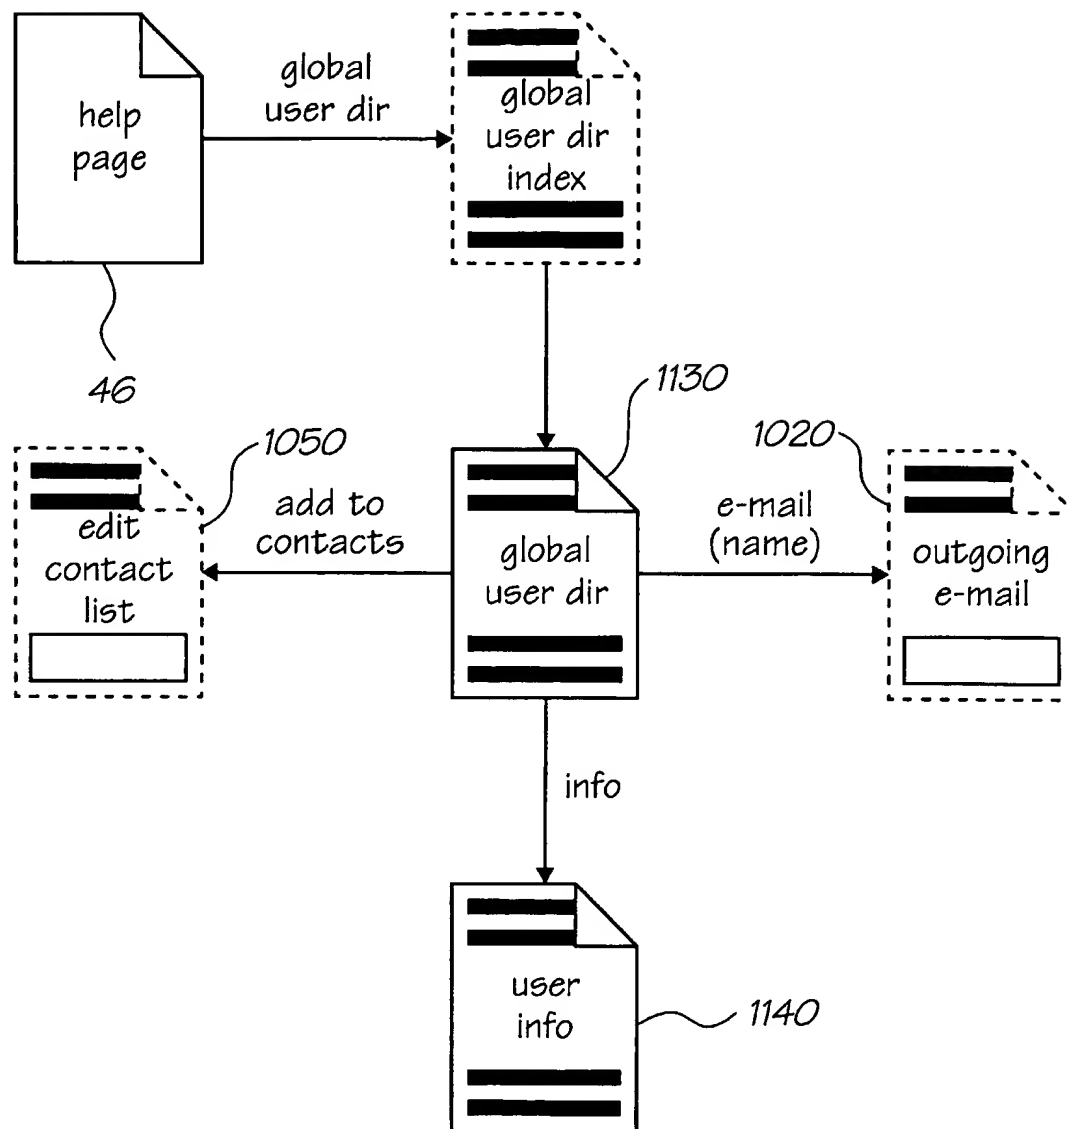 help
page
global
user dir
global
user dir
index
46
1130
1050
1020
edit
contact
list
add to
contacts
global
user dir
e-mail
(name)
outgoing
e-mail
info
user
info
1140